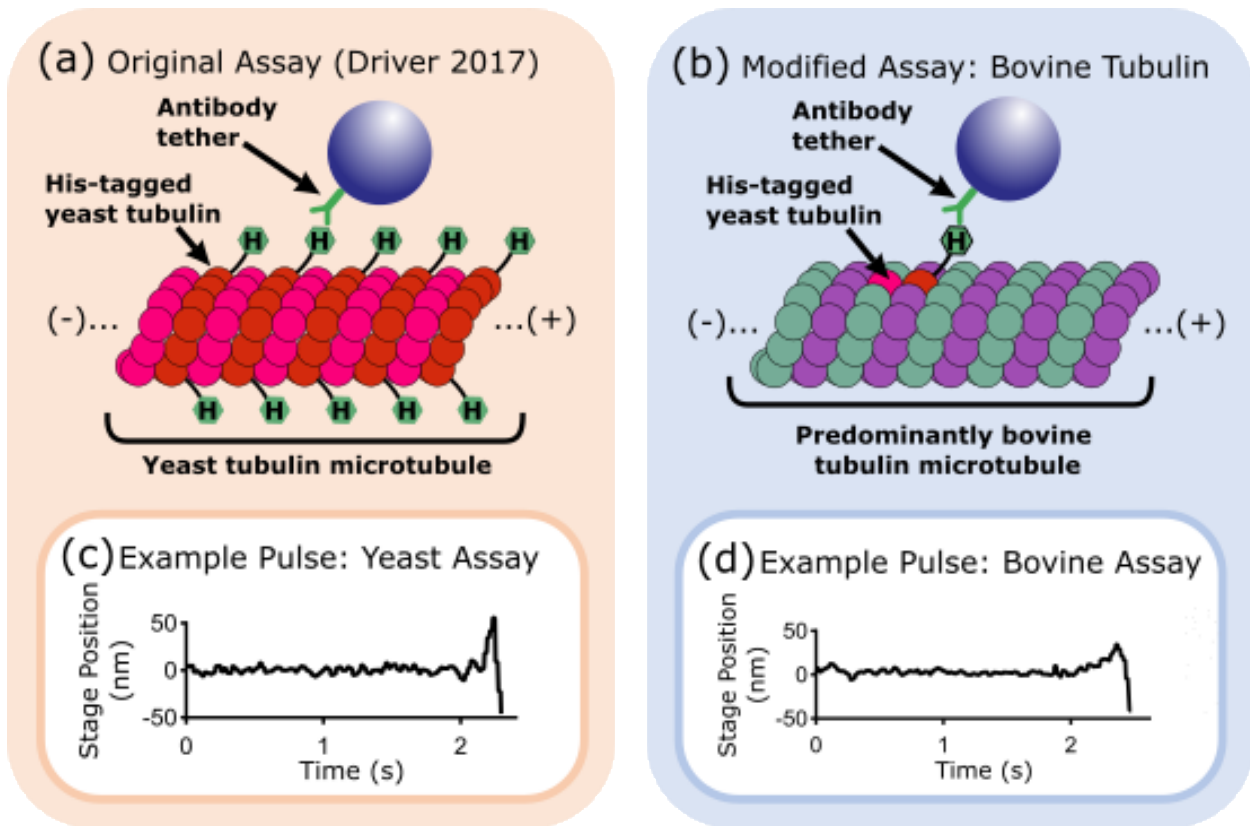 (a) Original Assay (Driver 2017)
Antibody
tether
His-tagged
yeast tubulin
H H H H H
(-)... ...(+)
H H H H H
Yeast tubulin microtubule
(c) Example Pulse: Yeast Assay
Stage Position
(nm)
50
0
-50
0 1 2
Time (s)
(b) Modified Assay: Bovine Tubulin
Antibody
tether
His-tagged
yeast tubulin
H
(-)... ...(+)
Predominantly bovine
tubulin microtubule
(d) Example Pulse: Bovine Assay
Stage Position
(nm)
50
0
-50
0 1 2
Time (s)